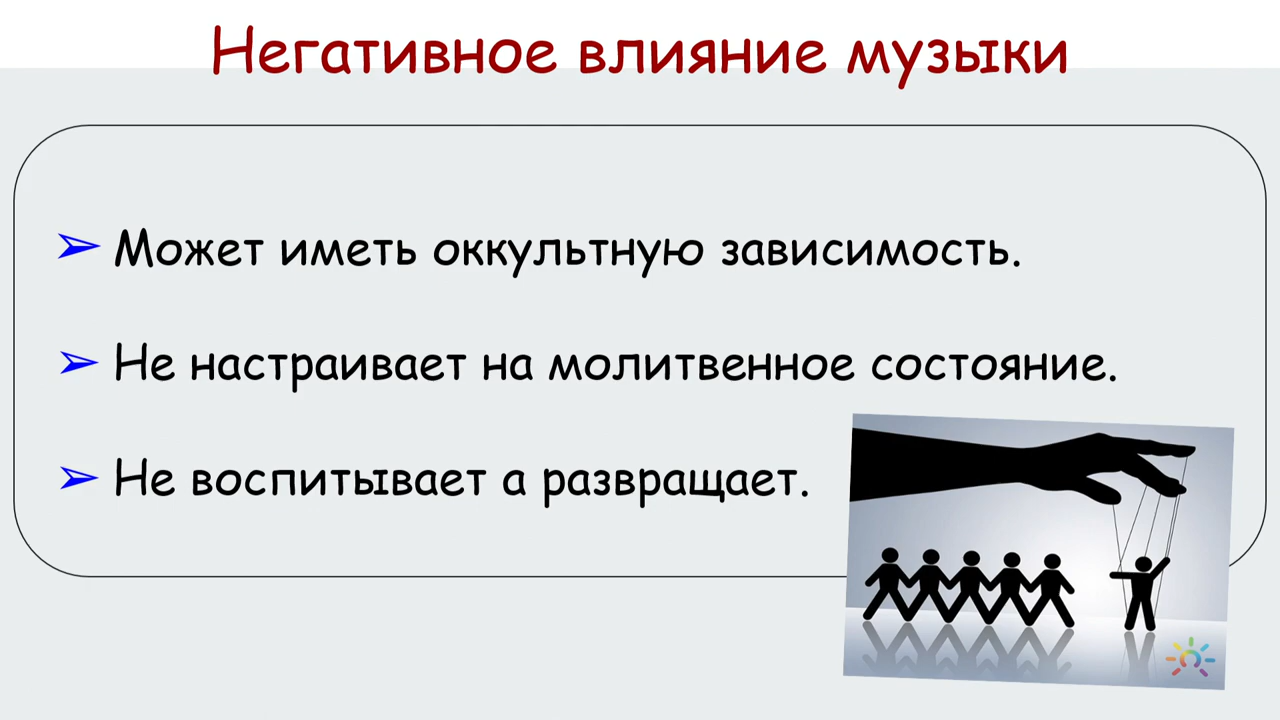 Негативное влияние музыки
➢ Может иметь оккультную зависимость.
➢ Не настраивает на молитвенное состояние.
➢ Не воспитывает а развращает.